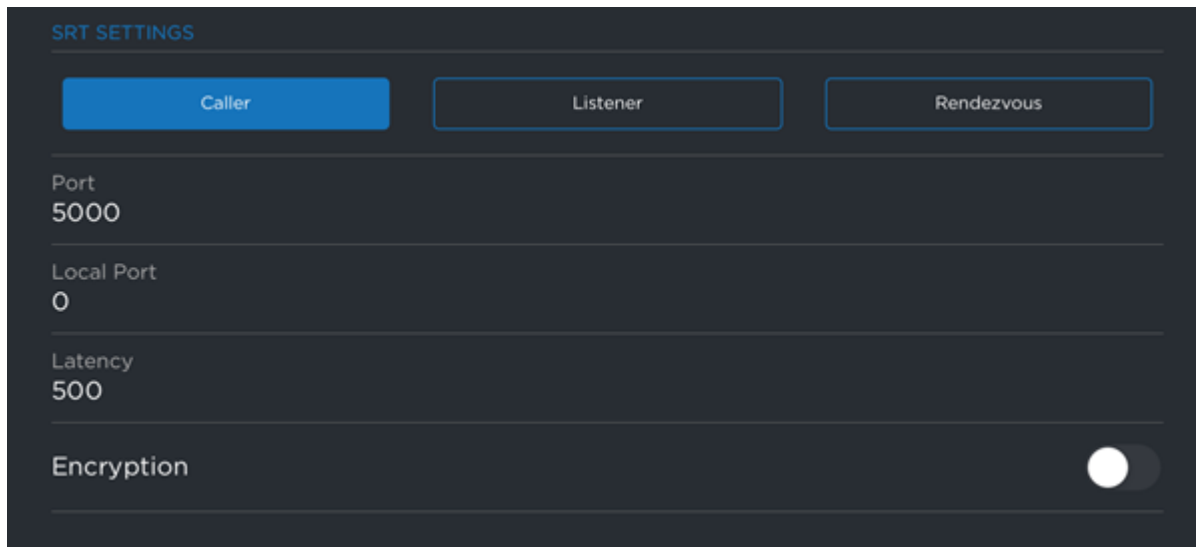 SRT SETTINGS
Caller Listener Rendezvous
Port
5000
Local Port
0
Latency
500
Encryption